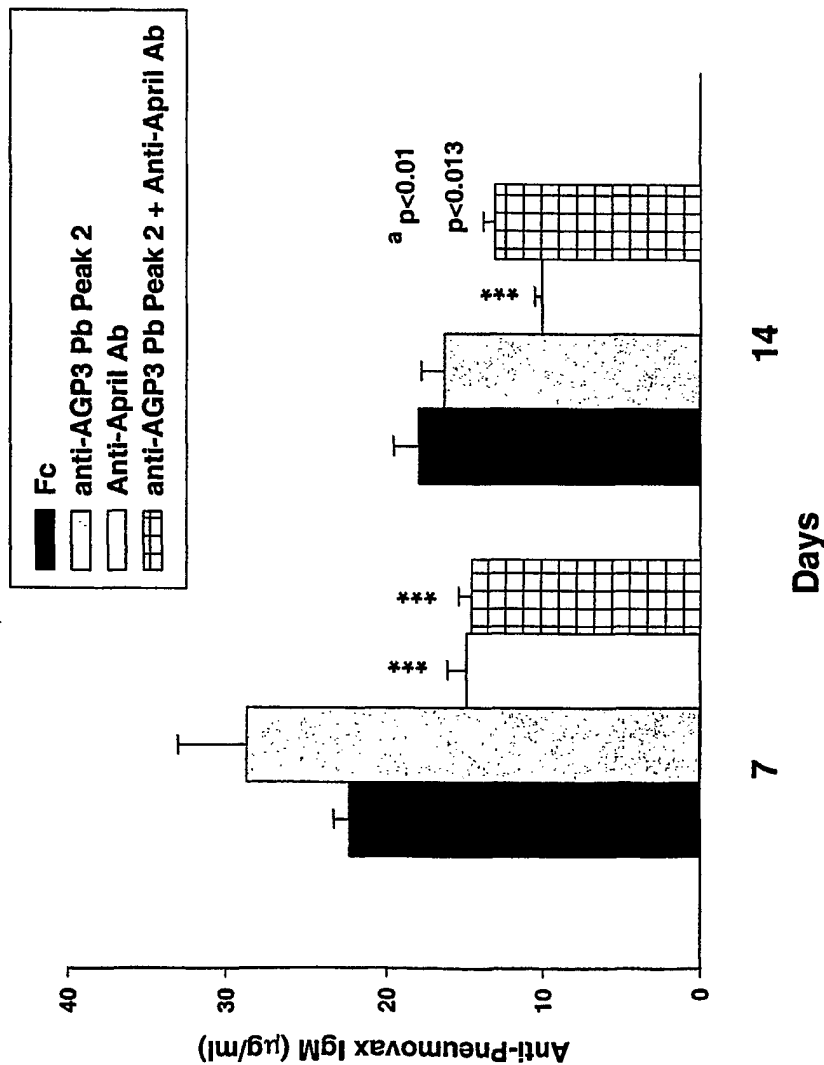 Fc
anti-AGP3 Pb Peak 2
Anti-April Ab
anti-AGP3 Pb Peak 2 + Anti-April Ab
Anti-Pneumovax IgM (μg/ml)
40
30
20
10
0
***
***
***
a p<0.01
p<0.013
7
14
Days